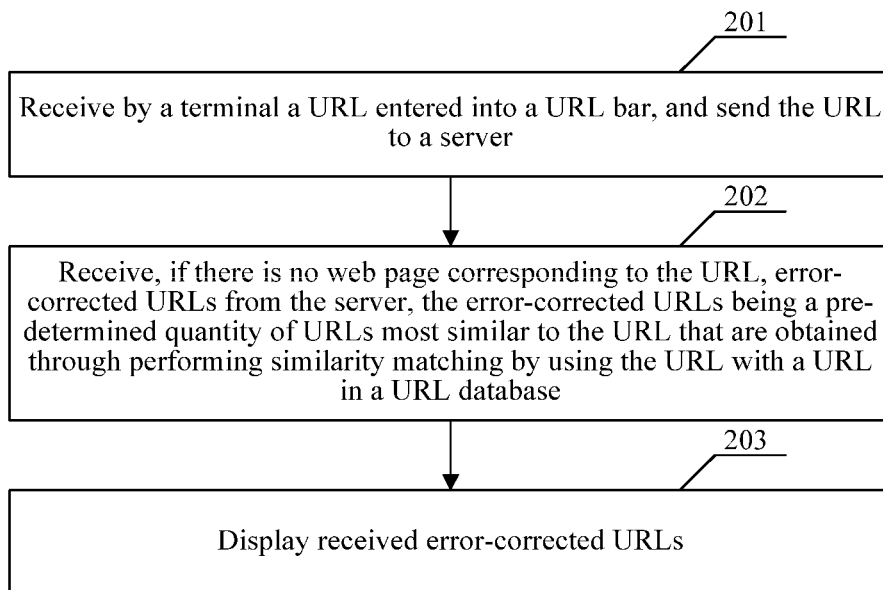 201
Receive by a terminal a URL entered into a URL bar, and send the URL
to a server
202
Receive, if there is no web page corresponding to the URL, error-
corrected URLs from the server, the error-corrected URLs being a pre-
determined quantity of URLs most similar to the URL that are obtained
through performing similarity matching by using the URL with a URL
in a URL database
203
Display received error-corrected URLs